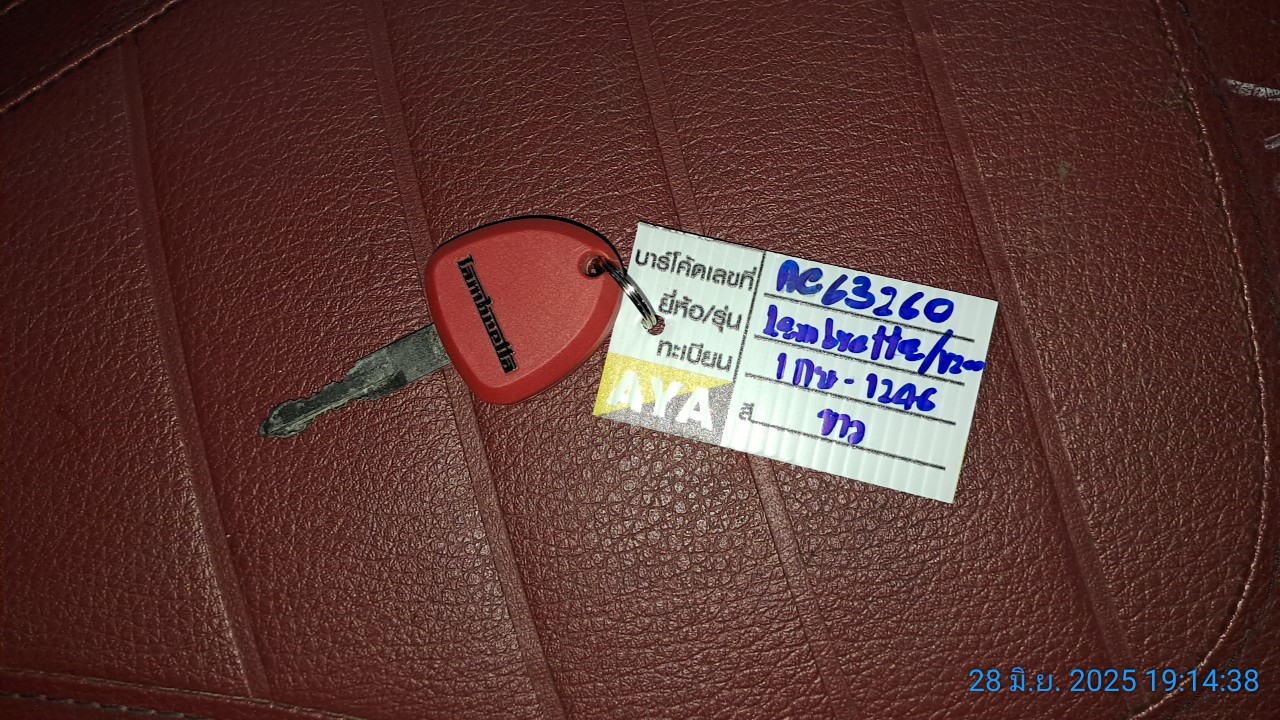 lambretta
บาร์โค้ดเลขที่ AC63260
ยี่ห้อ/รุ่น Lambretta/V200
ทะเบียน 1กษ-1246
AYA
สี ขาว
28 มิ.ย. 2025 19:14:38